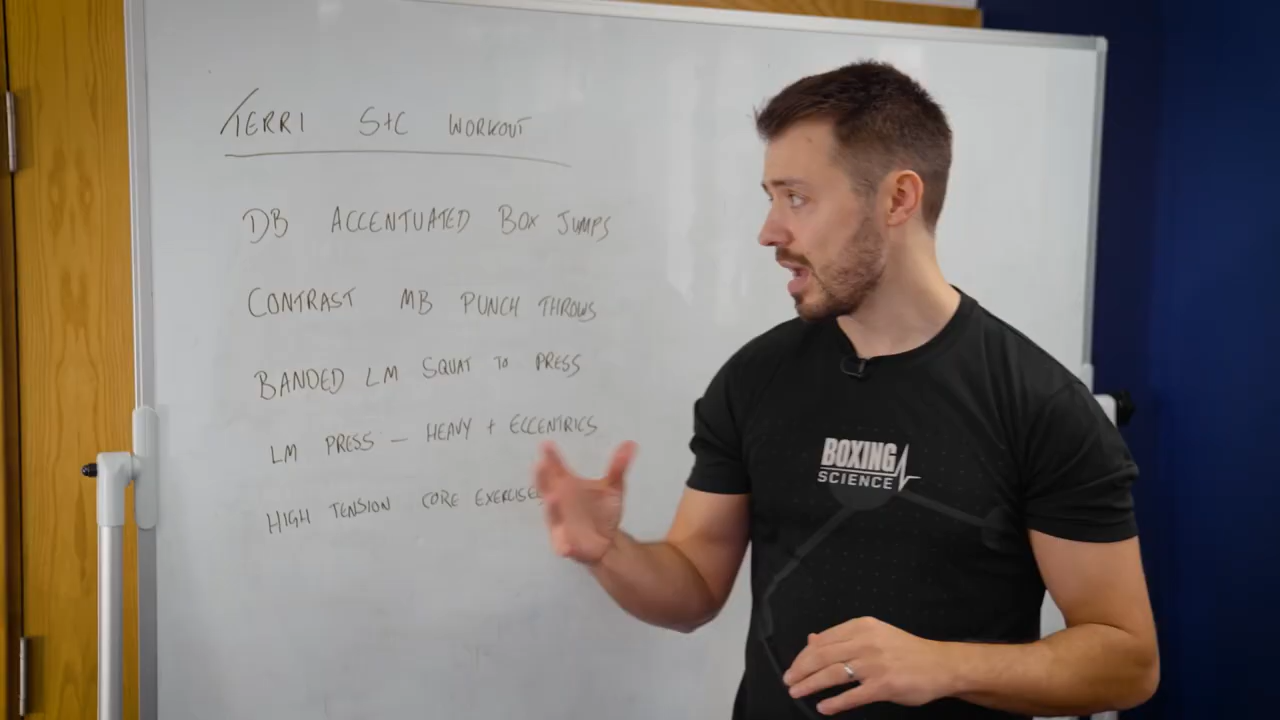 TERRI S+C WORKOUT
DB ACCENTUATED BOX JUMPS
CONTRAST MB PUNCH THROWS
BANDED LM SQUAT TO PRESS
LM PRESS – HEAVY + ECCENTRICS
HIGH TENSION CORE EXERCISES
BOXING
SCIENCE